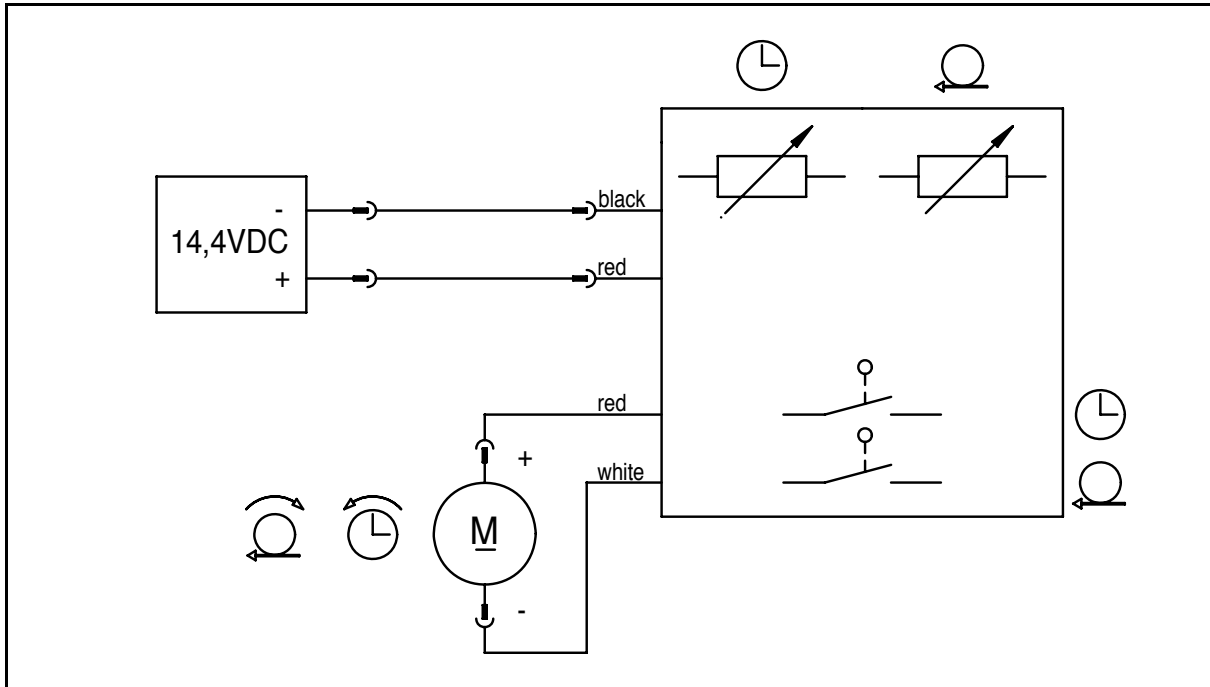 black
-
14,4VDC
+
red
red
+
white
M
-